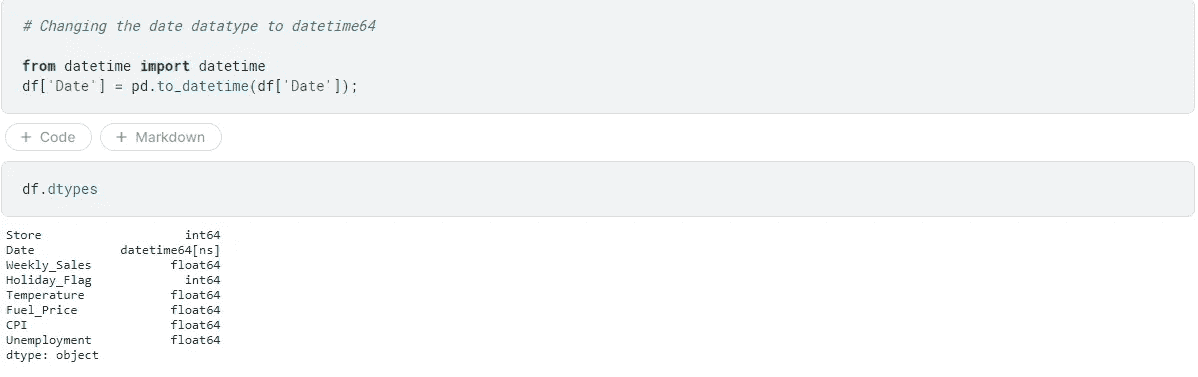 # Changing the date datatype to datetime64
from datetime import datetime
df['Date'] = pd.to_datetime(df['Date']);
+ Code + Markdown
df.dtypes
Store int64
Date datetime64[ns]
Weekly_Sales float64
Holiday_Flag int64
Temperature float64
Fuel_Price float64
CPI float64
Unemployment float64
dtype: object